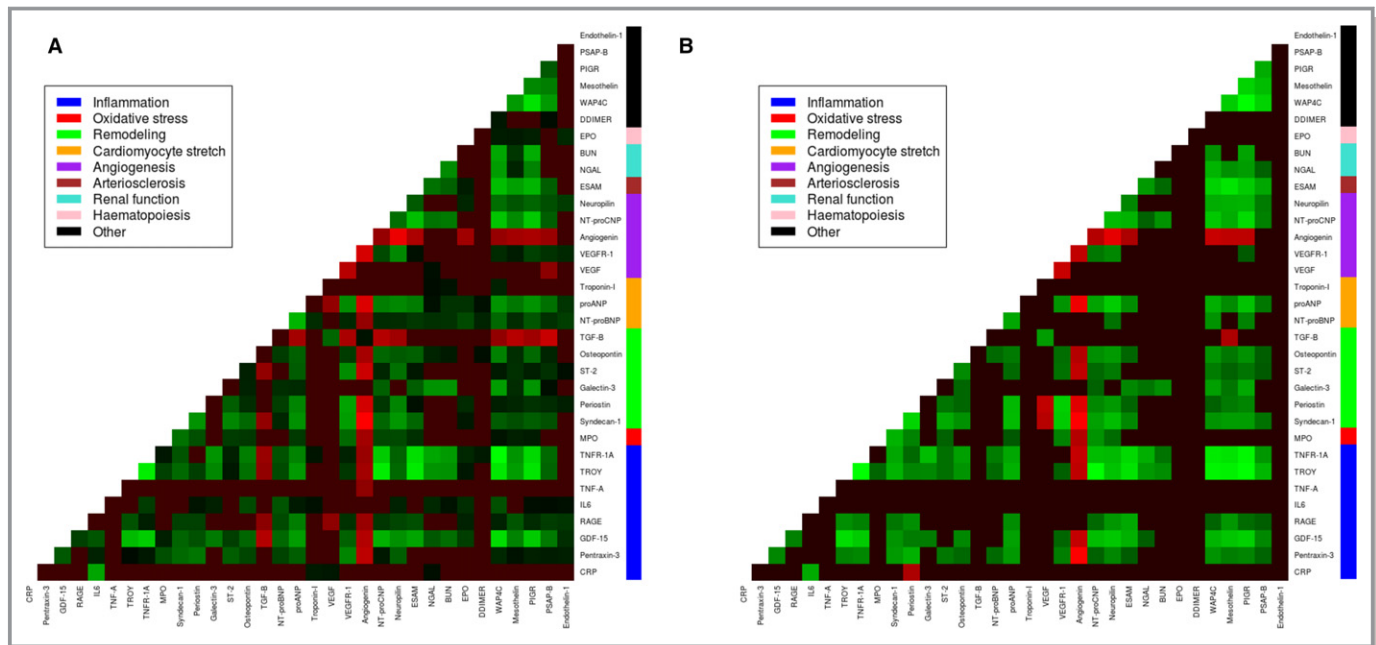 A
Inflammation
Oxidative stress
Remodeling
Cardiomyocyte stretch
Angiogenesis
Arteriosclerosis
Renal function
Haematopoiesis
Other
Endothelin-1
PSAP-B
PIGR
Mesothelin
WAP4C
DDIMER
EPO
BUN
NGAL
ESAM
Neuropilin
NT-proCNP
Angiogenin
VEGFR-1
VEGF
Troponin-I
proANP
NT-proBNP
TGF-B
Osteopontin
ST-2
Galectin-3
Periostin
Syndecan-1
MPO
TNFR-1A
TROY
TNF-A
IL6
RAGE
GDF-15
Pentraxin-3
CRP
CRP
Pentraxin-3
GDF-15
RAGE
IL6
TNF-A
TROY
TNFR-1A
MPO
Syndecan-1
Periostin
Galectin-3
ST-2
Osteopontin
TGF-B
NT-proBNP
proANP
Troponin-I
VEGF
VEGFR-1
Angiogenin
NT-proCNP
Neuropilin
ESAM
NGAL
BUN
EPO
DDIMER
WAP4C
Mesothelin
PIGR
PSAP-B
Endothelin-1
B
Inflammation
Oxidative stress
Remodeling
Cardiomyocyte stretch
Angiogenesis
Arteriosclerosis
Renal function
Haematopoiesis
Other
Endothelin-1
PSAP-B
PIGR
Mesothelin
WAP4C
DDIMER
EPO
BUN
NGAL
ESAM
Neuropilin
NT-proCNP
Angiogenin
VEGFR-1
VEGF
Troponin-I
proANP
NT-proBNP
TGF-B
Osteopontin
ST-2
Galectin-3
Periostin
Syndecan-1
MPO
TNFR-1A
TROY
TNF-A
IL6
RAGE
GDF-15
Pentraxin-3
CRP
CRP
Pentraxin-3
GDF-15
RAGE
IL6
TNF-A
TROY
TNFR-1A
MPO
Syndecan-1
Periostin
Galectin-3
ST-2
Osteopontin
TGF-B
NT-proBNP
proANP
Troponin-I
VEGF
VEGFR-1
Angiogenin
NT-proCNP
Neuropilin
ESAM
NGAL
BUN
EPO
DDIMER
WAP4C
Mesothelin
PIGR
PSAP-B
Endothelin-1